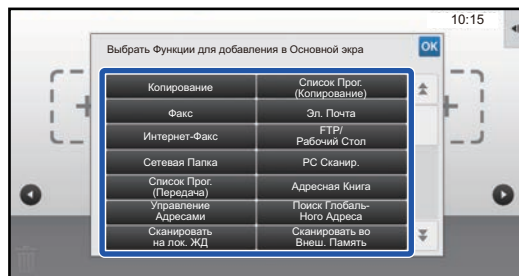 10:15
Выбрать Функции для добавления в Основной экра
OK
Копирование
Список Прог.
(Копирование)
Факс
Эл. Почта
Интернет-Факс
FTP/
Рабочий Стол
Сетевая Папка
PC Сканир.
Список Прог.
(Передача)
Адресная Книга
Управление
Адресами
Поиск Глобаль-
Ного Адреса
Сканировать
на лок. ЖД
Сканировать во
Внеш. Память